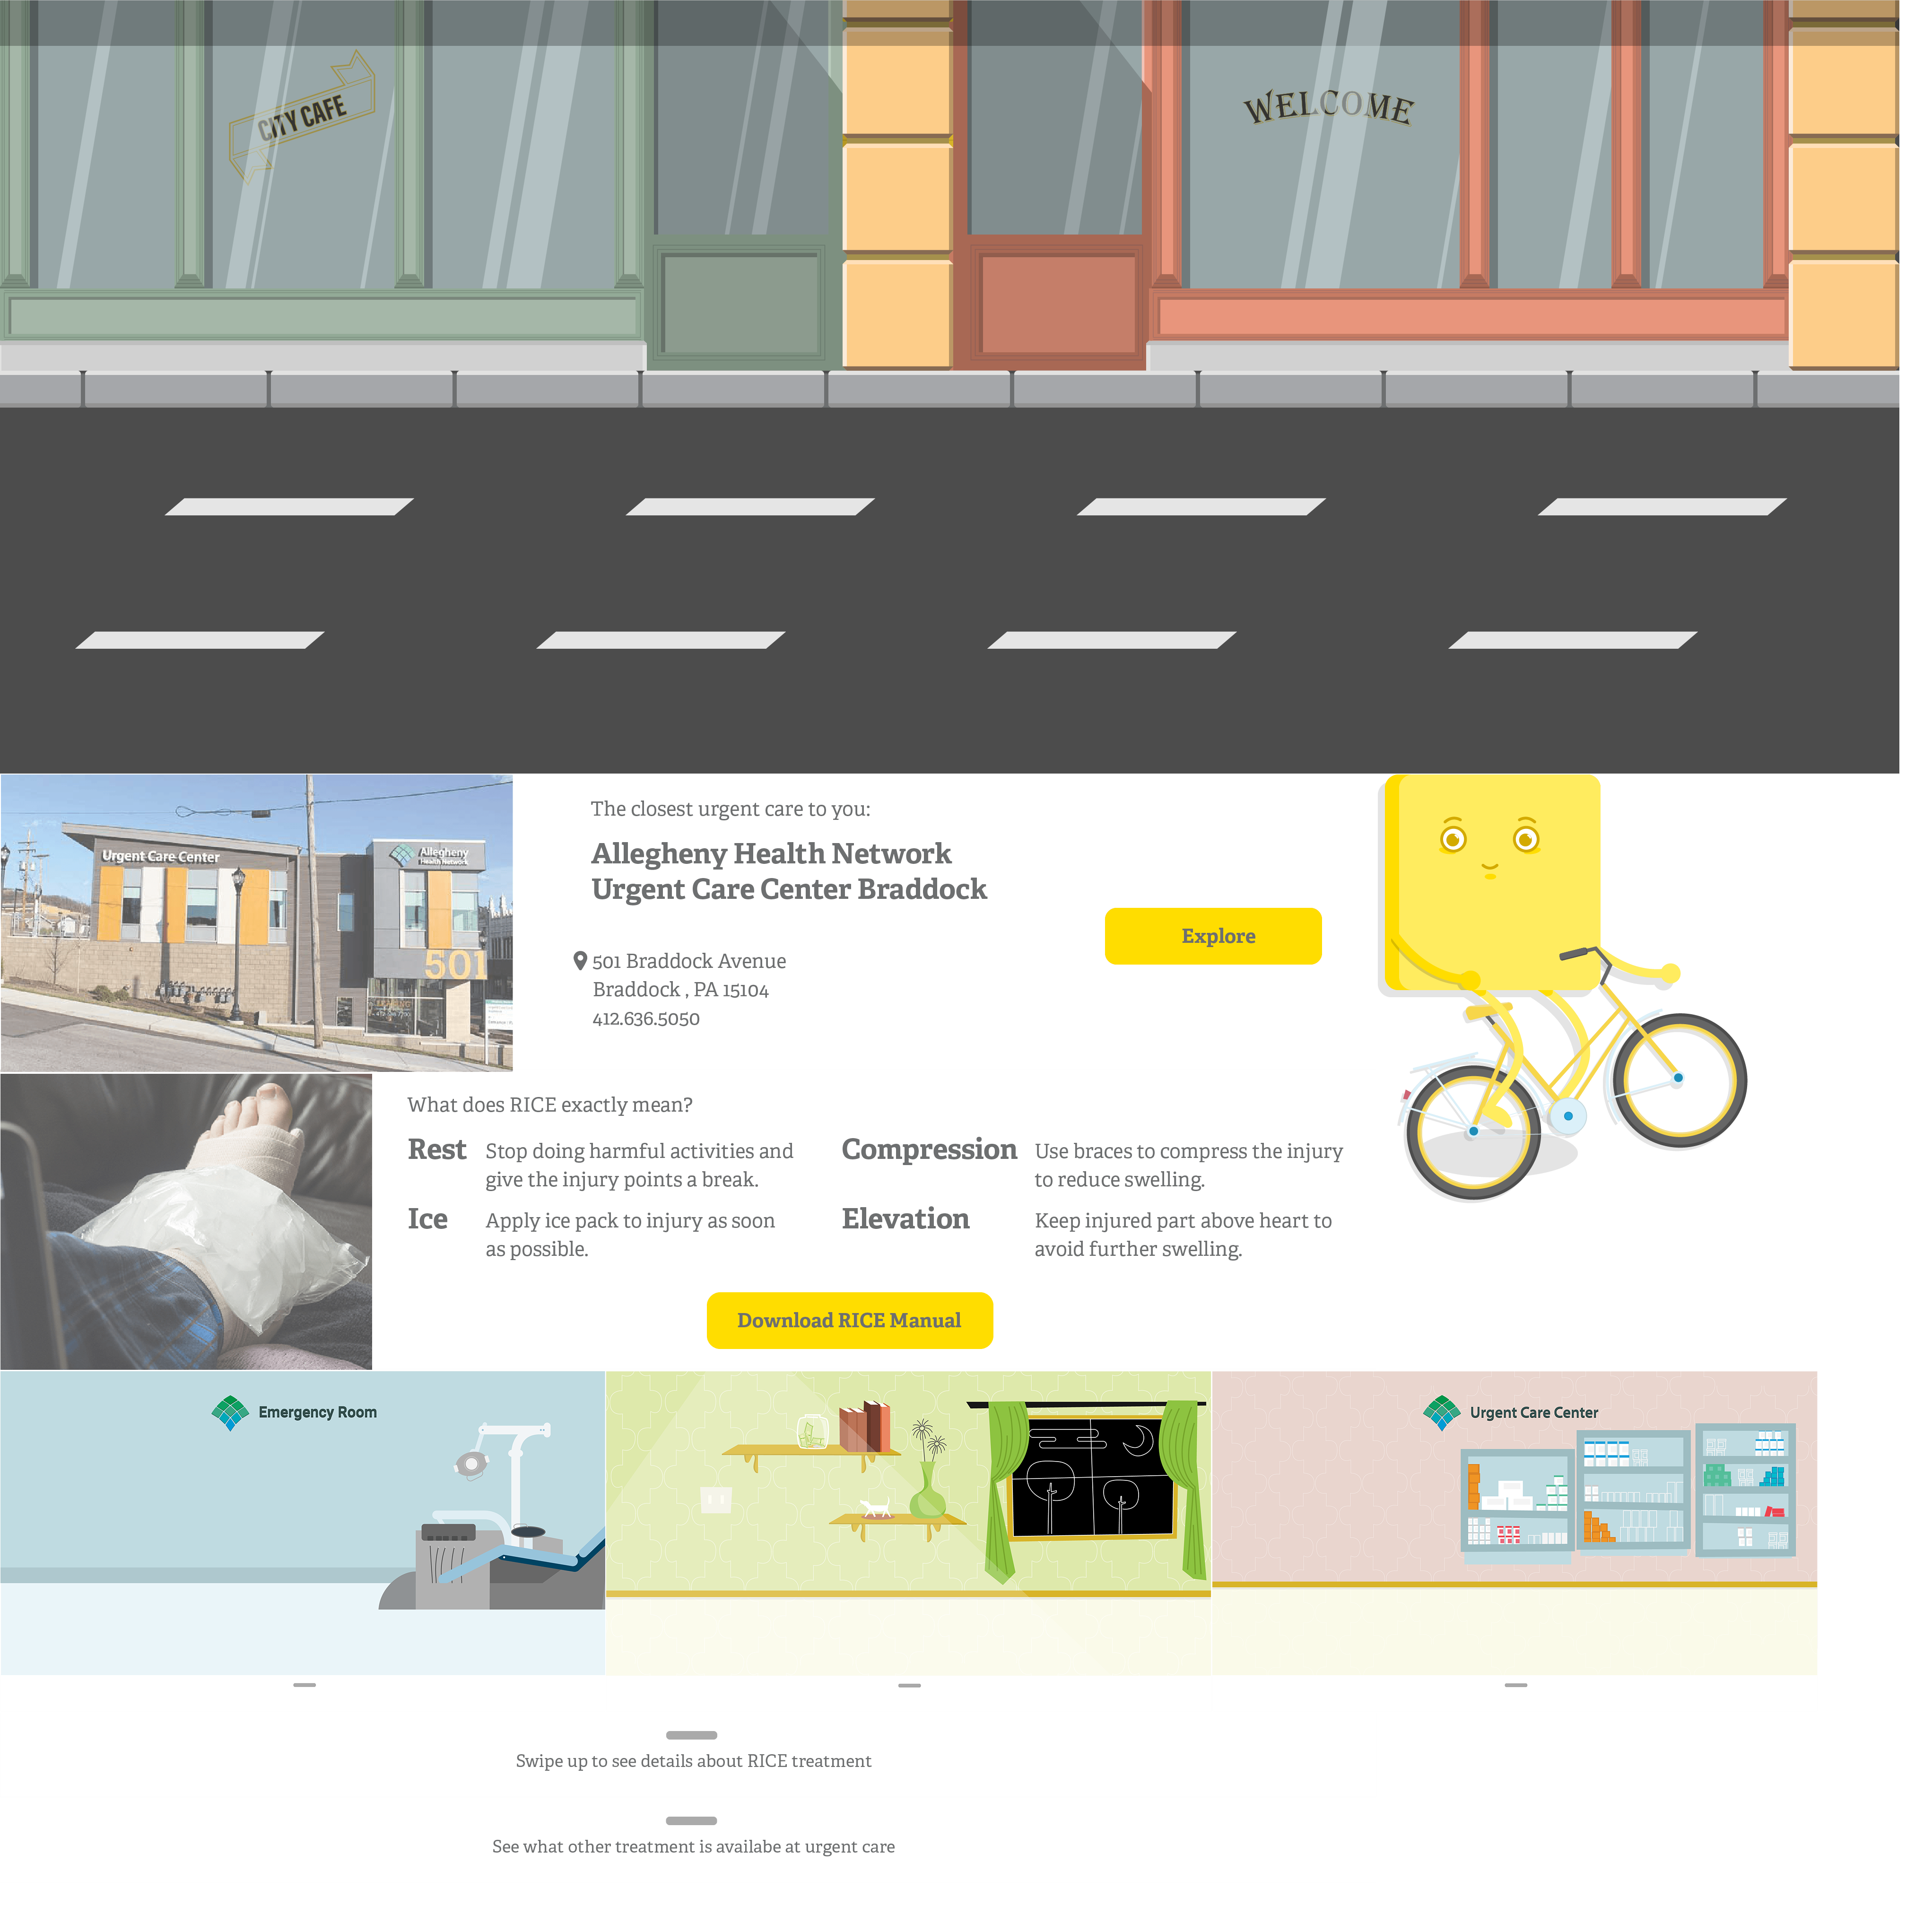 CITY CAFE
WELCOME
Urgent Care Center
Allegheny
Health Network
501
The closest urgent care to you:
Allegheny Health Network
Urgent Care Center Braddock
501 Braddock Avenue
Braddock , PA 15104
412.636.5050
Explore
What does RICE exactly mean?
Rest Stop doing harmful activities and
give the injury points a break.
Ice Apply ice pack to injury as soon
as possible.
Compression Use braces to compress the injury
to reduce swelling.
Elevation Keep injured part above heart to
avoid further swelling.
Download RICE Manual
Emergency Room
Urgent Care Center
Swipe up to see details about RICE treatment
See what other treatment is availabe at urgent care